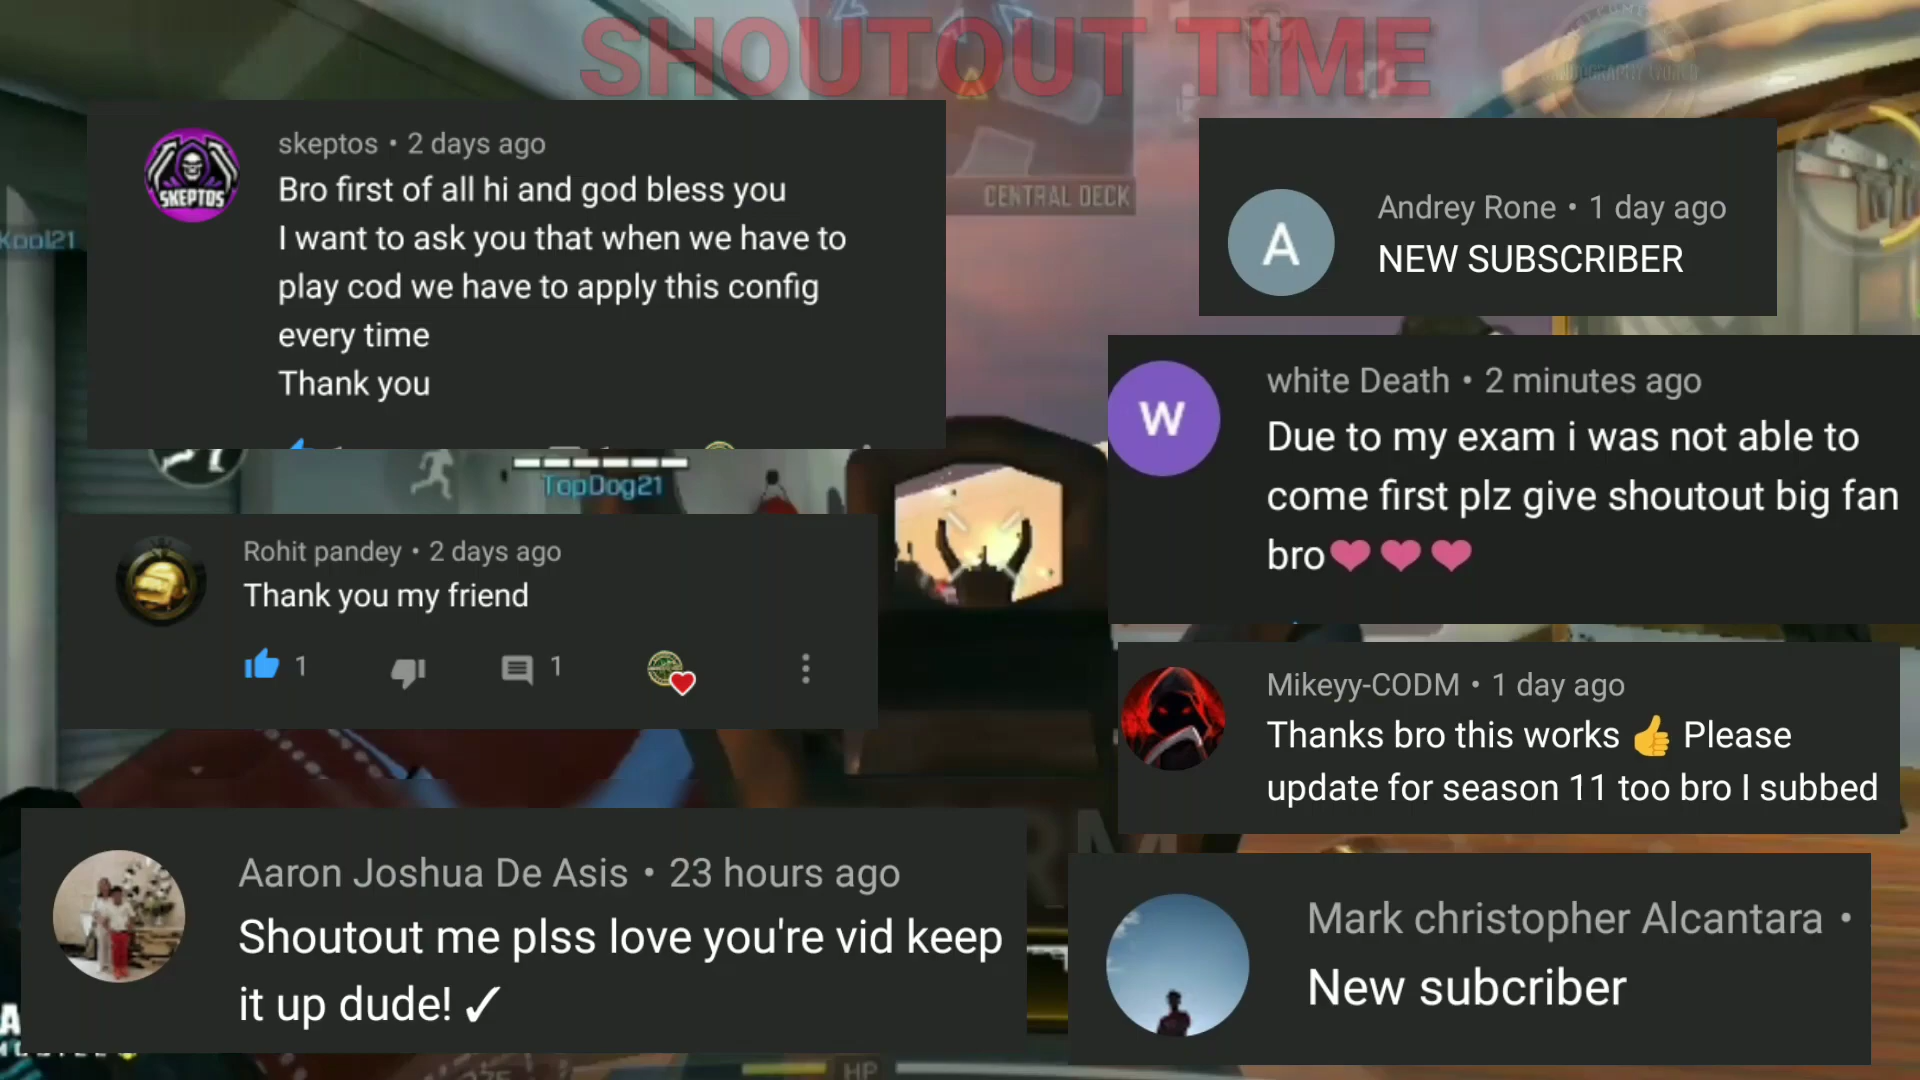 SHOUTOUT TIME
CENTRAL DECK
Kool21
skeptos • 2 days ago
SKEPTOS
Bro first of all hi and god bless you
I want to ask you that when we have to
play cod we have to apply this config
every time
Thank you
A
Andrey Rone • 1 day ago
NEW SUBSCRIBER
W
white Death • 2 minutes ago
Due to my exam i was not able to
come first plz give shoutout big fan
bro❤❤❤
TopDog21
Rohit pandey • 2 days ago
Thank you my friend
1
1
Mikeyy-CODM • 1 day ago
Thanks bro this works 👍 Please
update for season 11 too bro I subbed
Aaron Joshua De Asis • 23 hours ago
Shoutout me plss love you're vid keep
it up dude! ✓
Mark christopher Alcantara •
New subcriber
HP